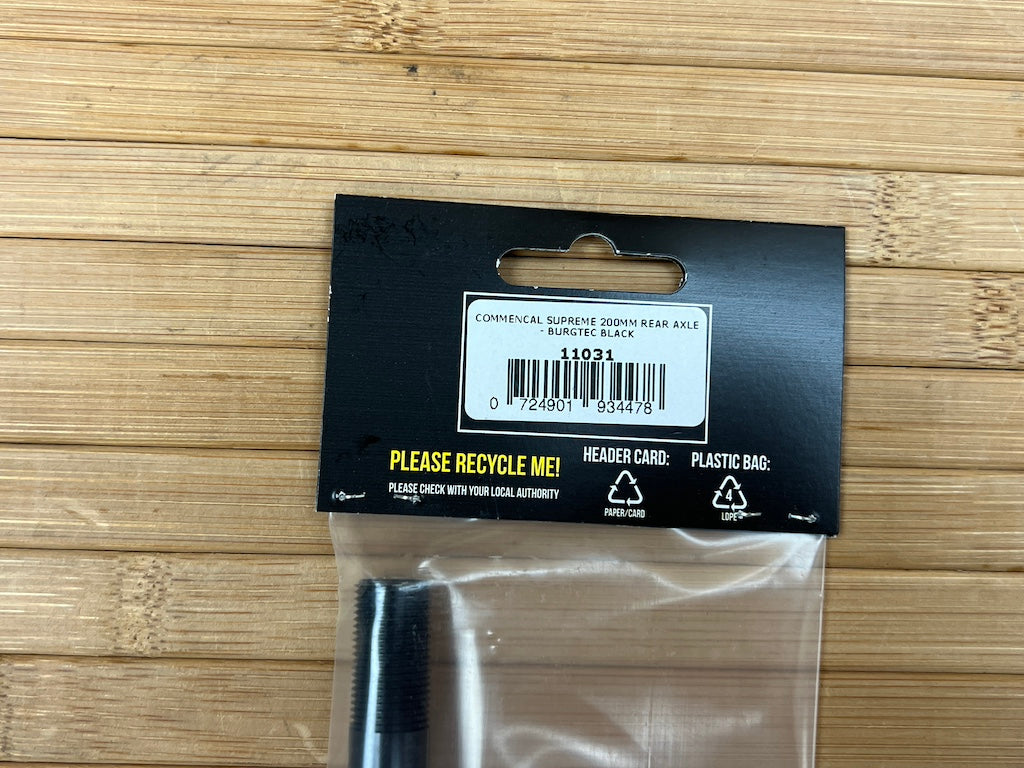 COMMENCAL SUPREME 200MM REAR AXLE
- BURGTEC BLACK
11031
0 724901 934478
PLEASE RECYCLE ME!
PLEASE CHECK WITH YOUR LOCAL AUTHORITY
HEADER CARD:
PAPER/CARD
PLASTIC BAG:
4
LDPE